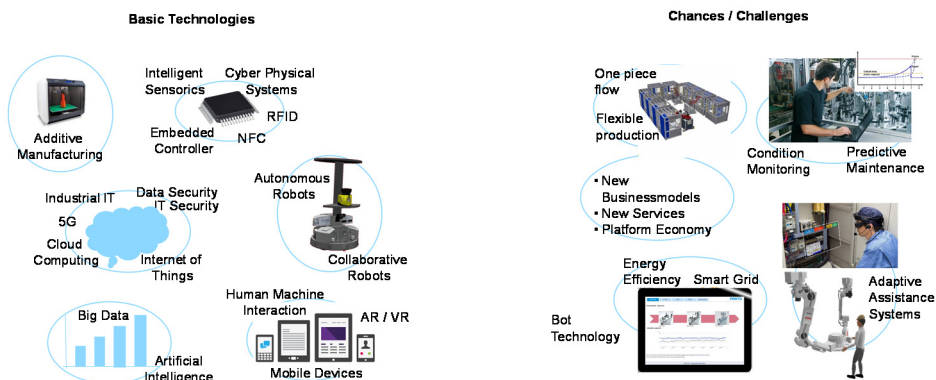 Basic Technologies
Additive
Manufacturing
Intelligent
Sensorics
Cyber Physical
Systems
RFID
NFC
Embedded
Controller
Industrial IT
5G
Cloud
Computing
Data Security
IT Security
Internet of
Things
Autonomous
Robots
Collaborative
Robots
Big Data
Artificial
Intelligence
Human Machine
Interaction
AR / VR
Mobile Devices
Chances / Challenges
One piece
flow
Flexible
production
Condition
Monitoring
Predictive
Maintenance
▪ New
Businessmodels
▪ New Services
▪ Platform Economy
Energy
Efficiency
Smart Grid
Bot
Technology
Adaptive
Assistance
Systems